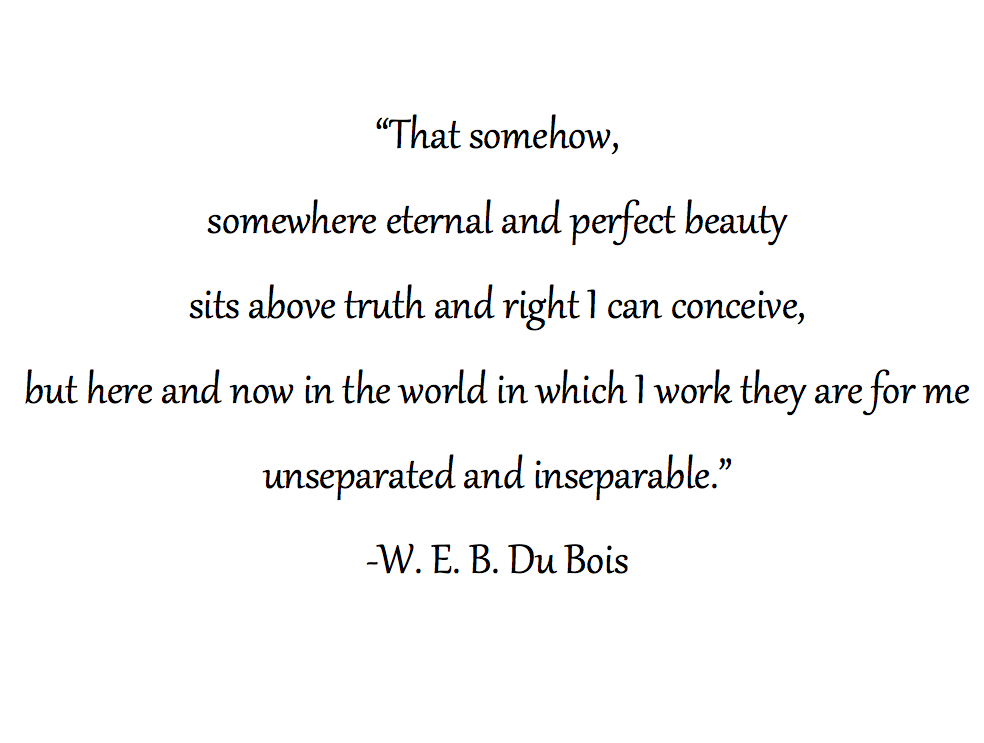 “That somehow,
somewhere eternal and perfect beauty
sits above truth and right I can conceive,
but here and now in the world in which I work they are for me
unseparated and inseparable.”
-W. E. B. Du Bois